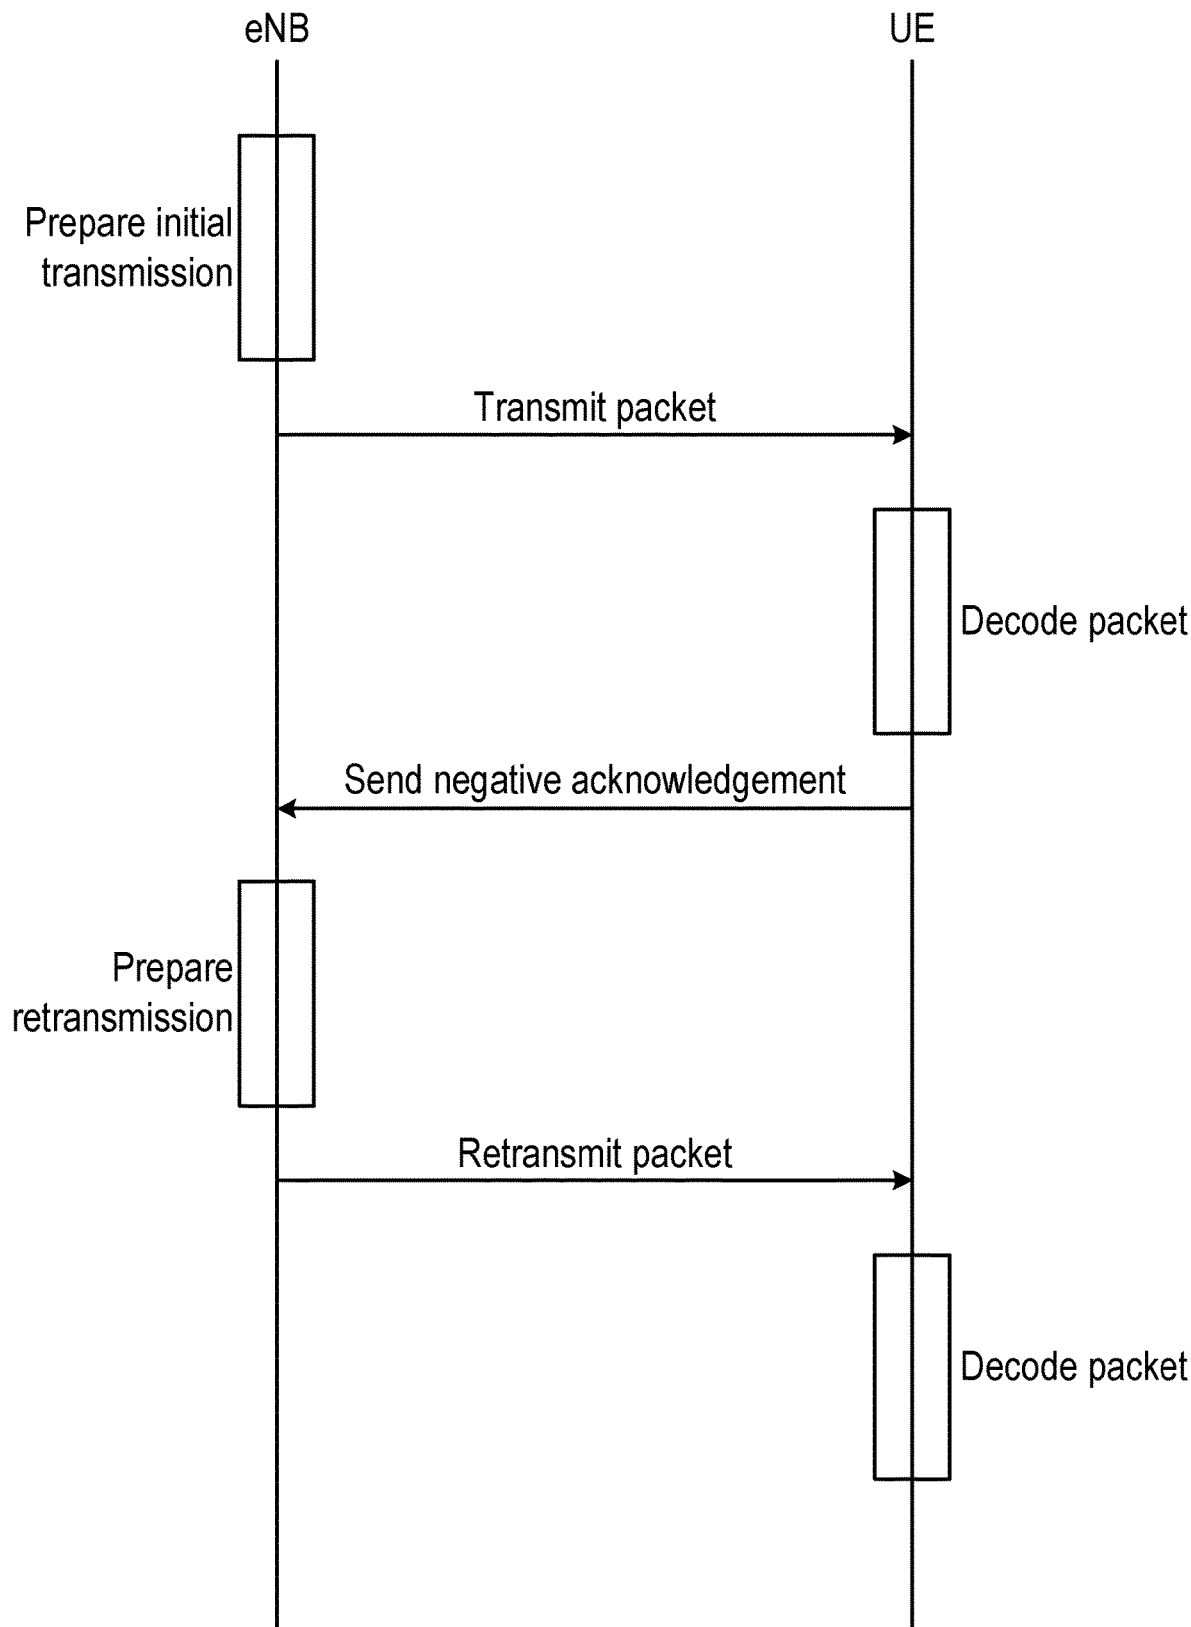 eNB
UE
Prepare initial
transmission
Transmit packet
Decode packet
Send negative acknowledgement
Prepare
retransmission
Retransmit packet
Decode packet